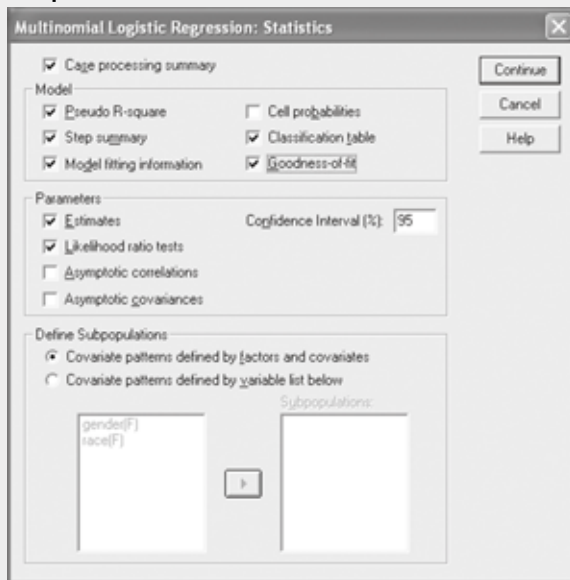 Multinomial Logistic Regression: Statistics
Case processing summary
Model
Pseudo R-square
Cell probabilities
Step summary
Classification table
Model fitting information
Goodness-of-fit
Parameters
Estimates
Confidence Interval (%): 95
Likelihood ratio tests
Asymptotic correlations
Asymptotic covariances
Define Subpopulations
Covariate patterns defined by factors and covariates
Covariate patterns defined by variable list below
Subpopulations:
gender(F)
race(F)
Continue
Cancel
Help